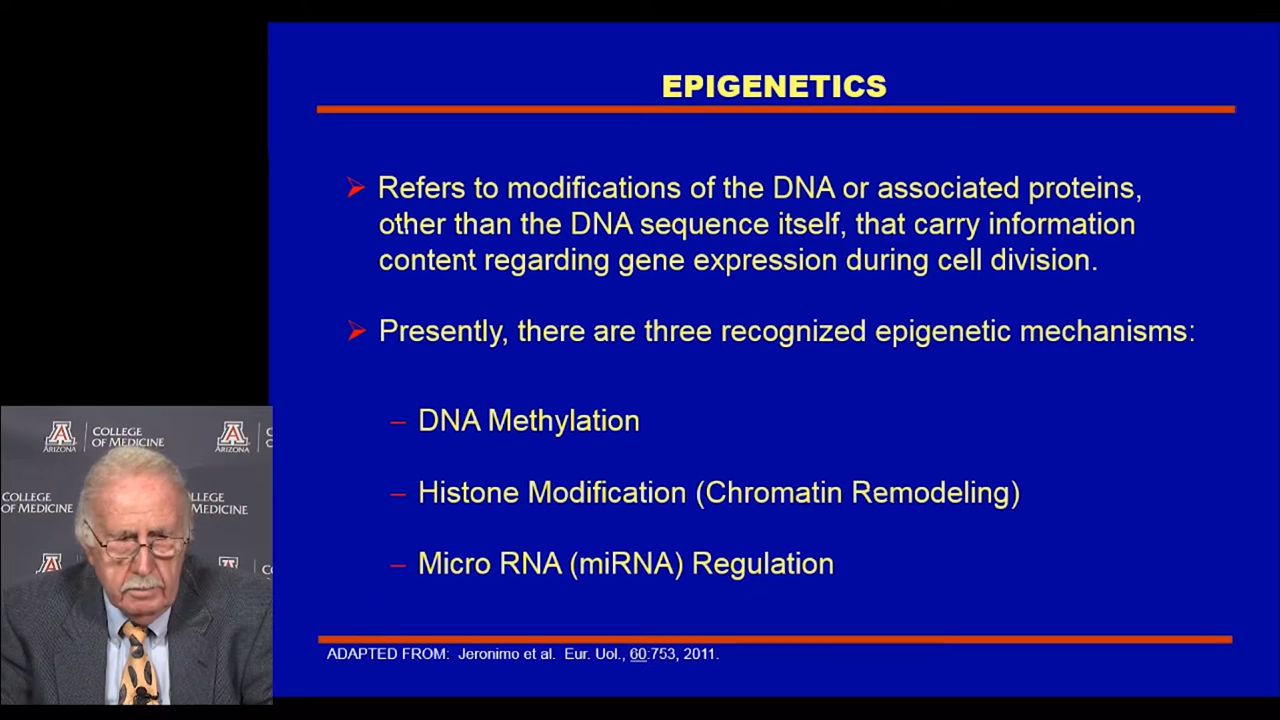 EPIGENETICS
➢ Refers to modifications of the DNA or associated proteins,
other than the DNA sequence itself, that carry information
content regarding gene expression during cell division.
➢ Presently, there are three recognized epigenetic mechanisms:
– DNA Methylation
– Histone Modification (Chromatin Remodeling)
– Micro RNA (miRNA) Regulation
ADAPTED FROM: Jeronimo et al. Eur. Uol., 60:753, 2011.
COLLEGE
OF MEDICINE
ARIZONA
ARIZONA
COLLEGE
OF MEDICINE
LLEGE
MEDICINE